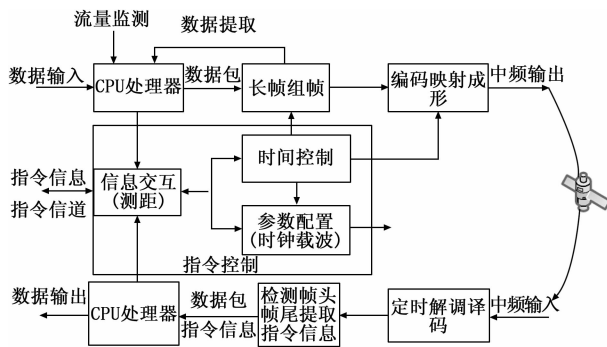 流量监测
数据提取
数据输入
CPU处理器
数据包
长帧组帧
编码映射成
形
中频输出
时间控制
指令信息
指令信道
信息交互
(测距)
参数配置
(时钟载波)
指令控制
数据输出
CPU处理器
数据包
指令信息
检测帧头
帧尾提取
指令信息
定时解调译
码
中频输入